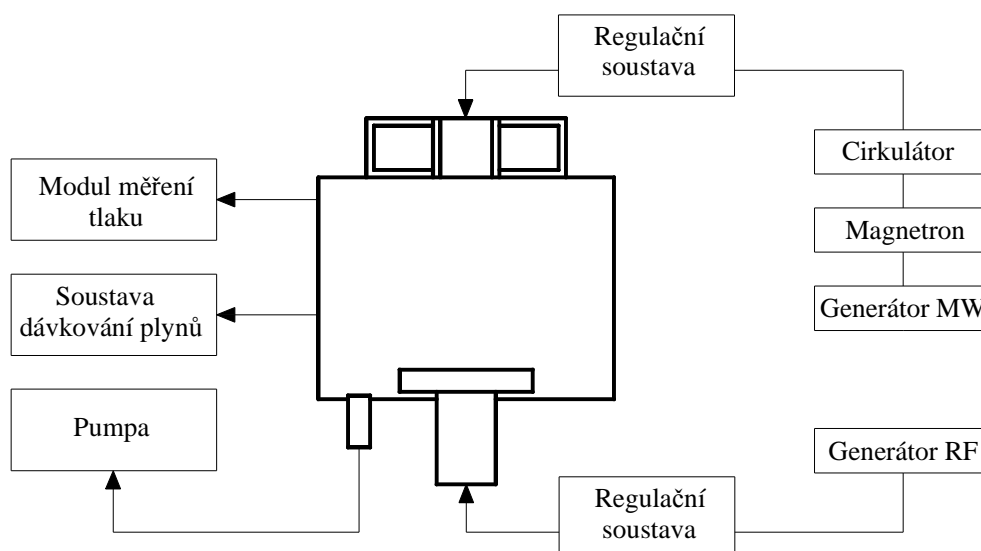 Regulační
soustava
Cirkulátor
Modul měření
tlaku
Magnetron
Soustava
dávkování plynů
Generátor MW
Pumpa
Generátor RF
Regulační
soustava